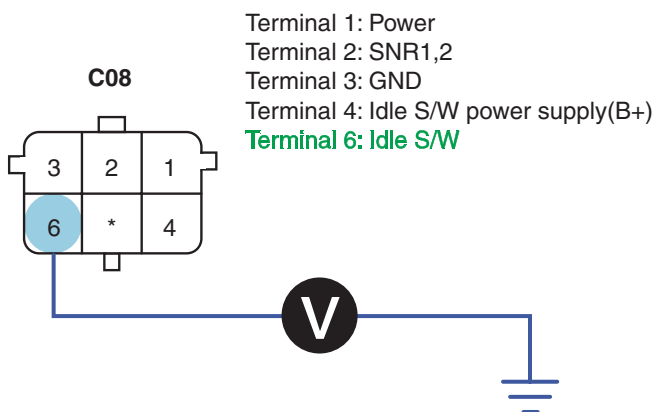 Terminal 1: Power
Terminal 2: SNR1,2
C08
Terminal 3: GND
Terminal 4: Idle S/W power supply(B+)
Terminal 6: Idle S/W
3 2 1
6 * 4
V